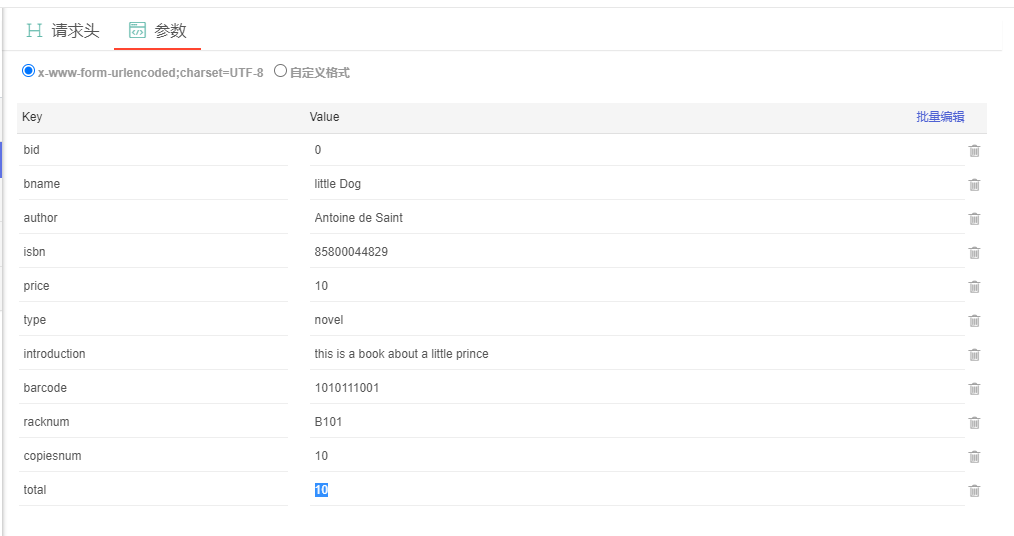 请求头 参数
x-www-form-urlencoded;charset=UTF-8 自定义格式
Key Value 批量编辑
bid 0
bname little Dog
author Antoine de Saint
isbn 85800044829
price 10
type novel
introduction this is a book about a little prince
barcode 1010111001
racknum B101
copiesnum 10
total 10